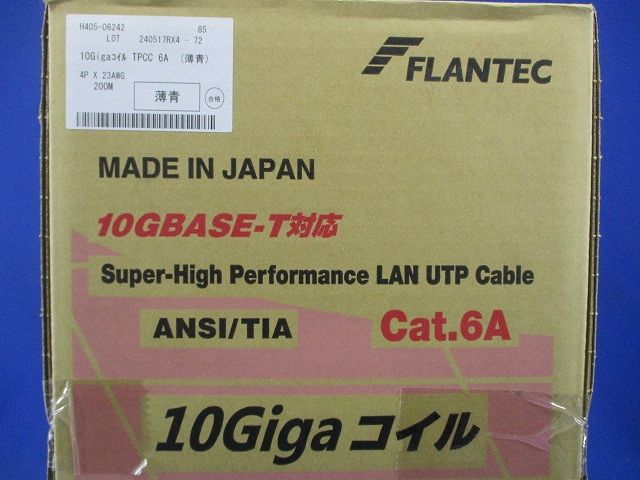 H405-06242 85
LOT 240517RX4 - 72
10Gigaコイル TPCC 6A (薄青)
4P X 23AWG
200M
薄青
合格
FLANTEC
MADE IN JAPAN
10GBASE-T対応
Super-High Performance LAN UTP Cable
ANSI/TIA Cat.6A
10Gigaコイル